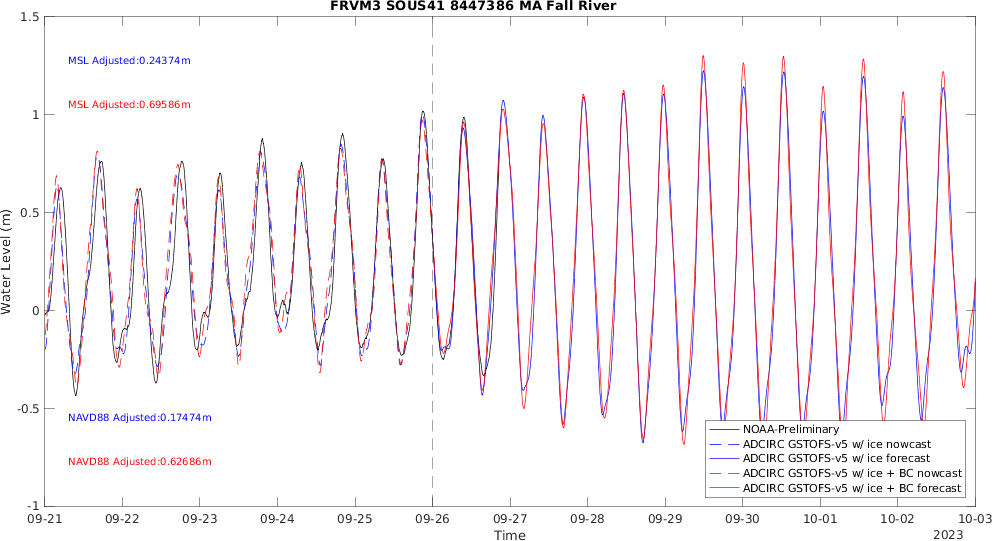 FRVM3 SOUS41 8447386 MA Fall River
1.5
1
0.5
0
-0.5
-1
Water Level (m)
MSL Adjusted:0.24374m
MSL Adjusted:0.69586m
NAVD88 Adjusted:0.17474m
NAVD88 Adjusted:0.62686m
NOAA-Preliminary
ADCIRC GSTOFS-v5 w/ ice nowcast
ADCIRC GSTOFS-v5 w/ ice forecast
ADCIRC GSTOFS-v5 w/ ice + BC nowcast
ADCIRC GSTOFS-v5 w/ ice + BC forecast
09-21 09-22 09-23 09-24 09-25 09-26 09-27 09-28 09-29 09-30 10-01 10-02 10-03
Time
2023